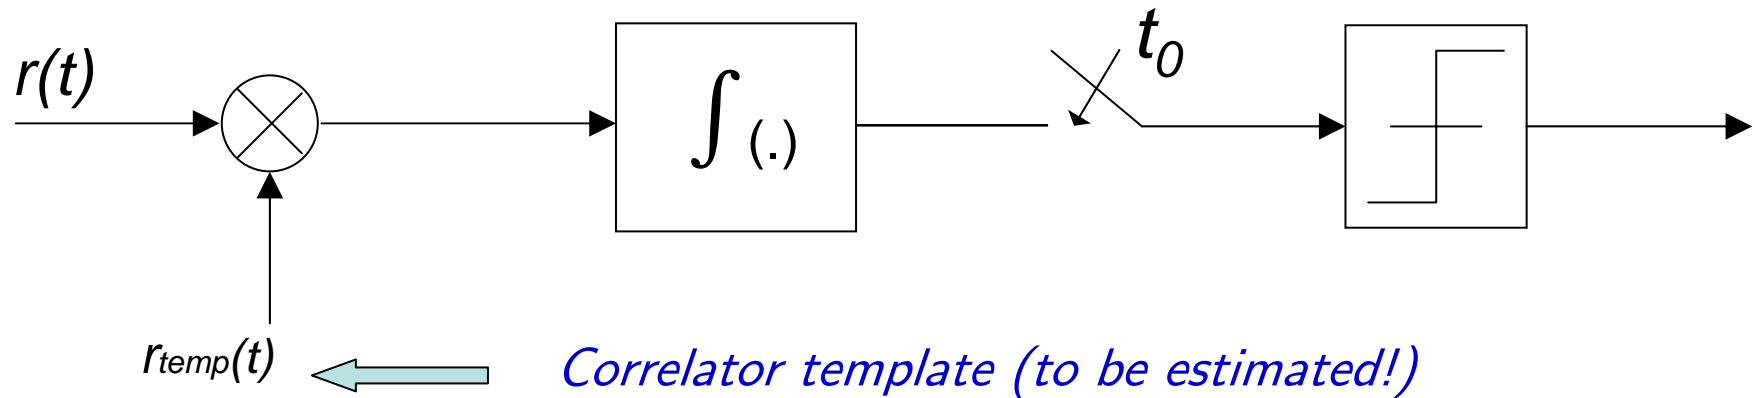 r(t)
t0
∫(.)
rtemp(t)
Correlator template (to be estimated!)